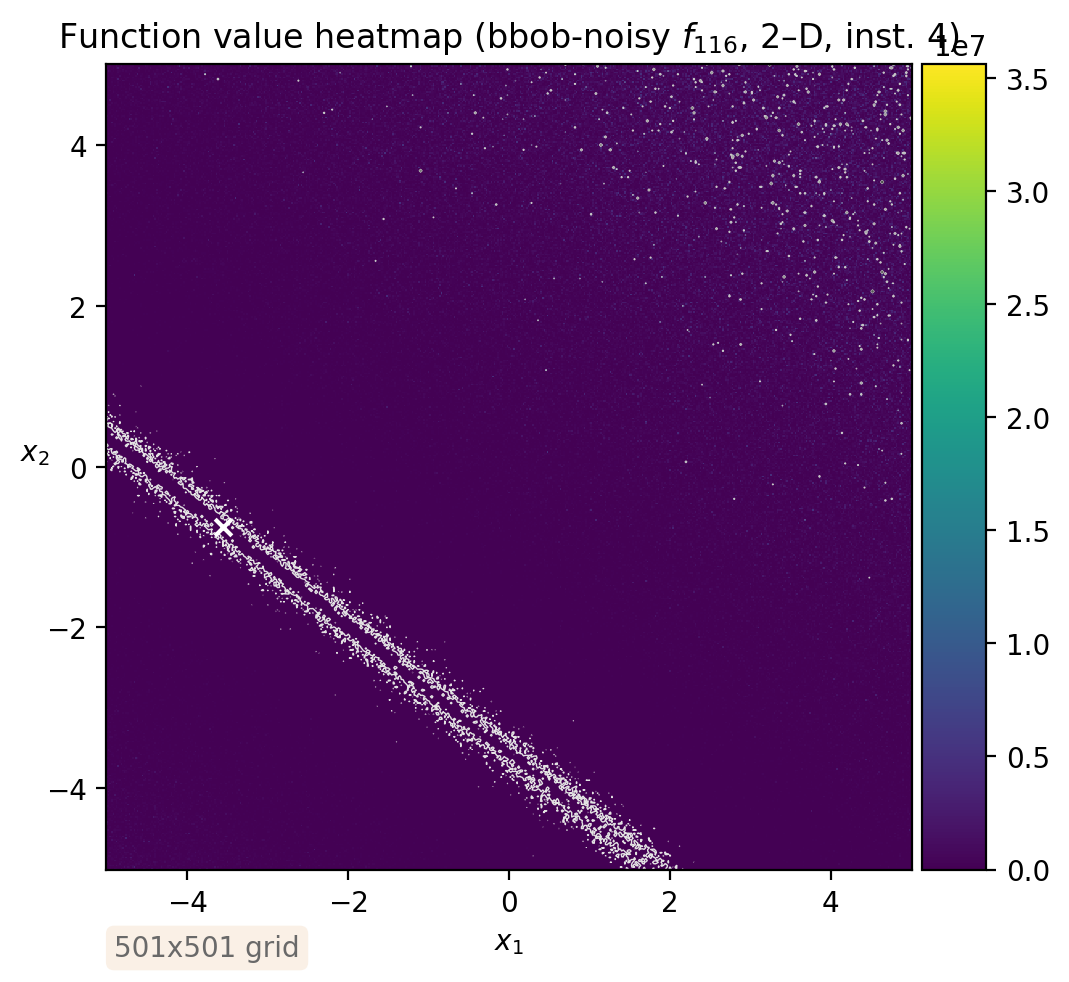 Function value heatmap (bbob-noisy f₁₁₆, 2–D, inst. 4)
1e7
3.5
3.0
2.5
2.0
1.5
1.0
0.5
0.0
x₂
4
2
0
−2
−4
−4 −2 0 2 4
x₁
501x501 grid